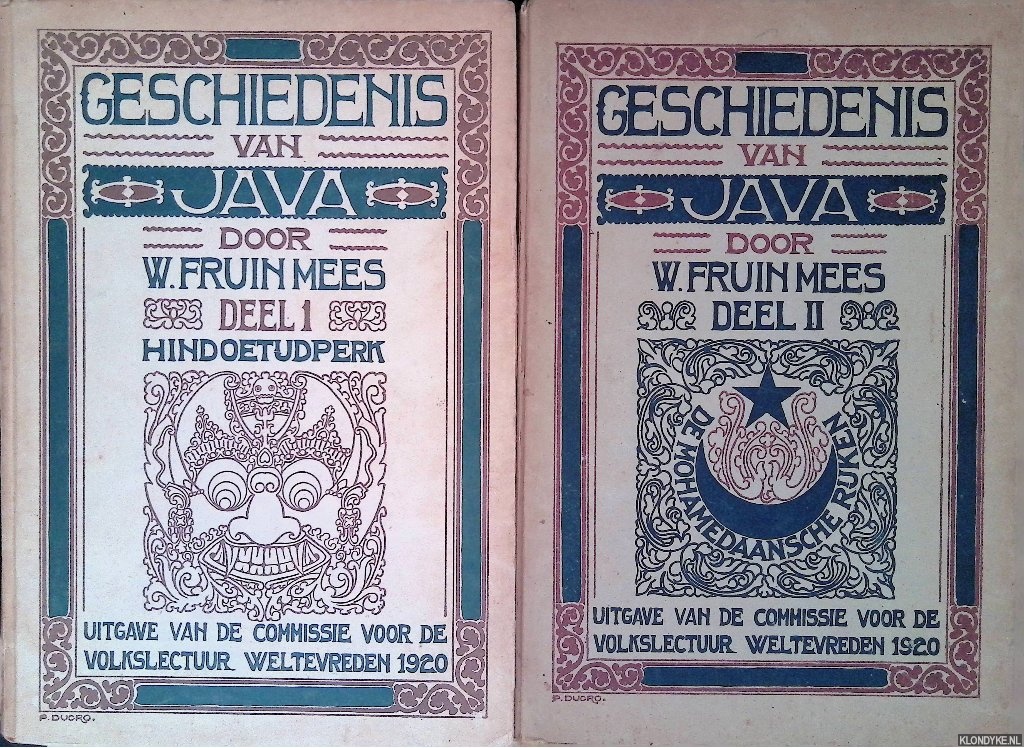 GESCHIEDENIS
VAN
JAVA
DOOR
W. FRUIN MEES
DEEL 1
HINDOETIJDPERK
UITGAVE VAN DE COMMISSIE VOOR DE
VOLKSLECTUUR WELTEVREDEN 1920
P. DUCRO.
GESCHIEDENIS
VAN
JAVA
DOOR
W. FRUIN MEES
DEEL II
DE MOHAMEDAANSCHE RIJKEN
UITGAVE VAN DE COMMISSIE VOOR DE
VOLKSLECTUUR WELTEVREDEN 1920
P. DUCRO.
KLONDYKE.NL